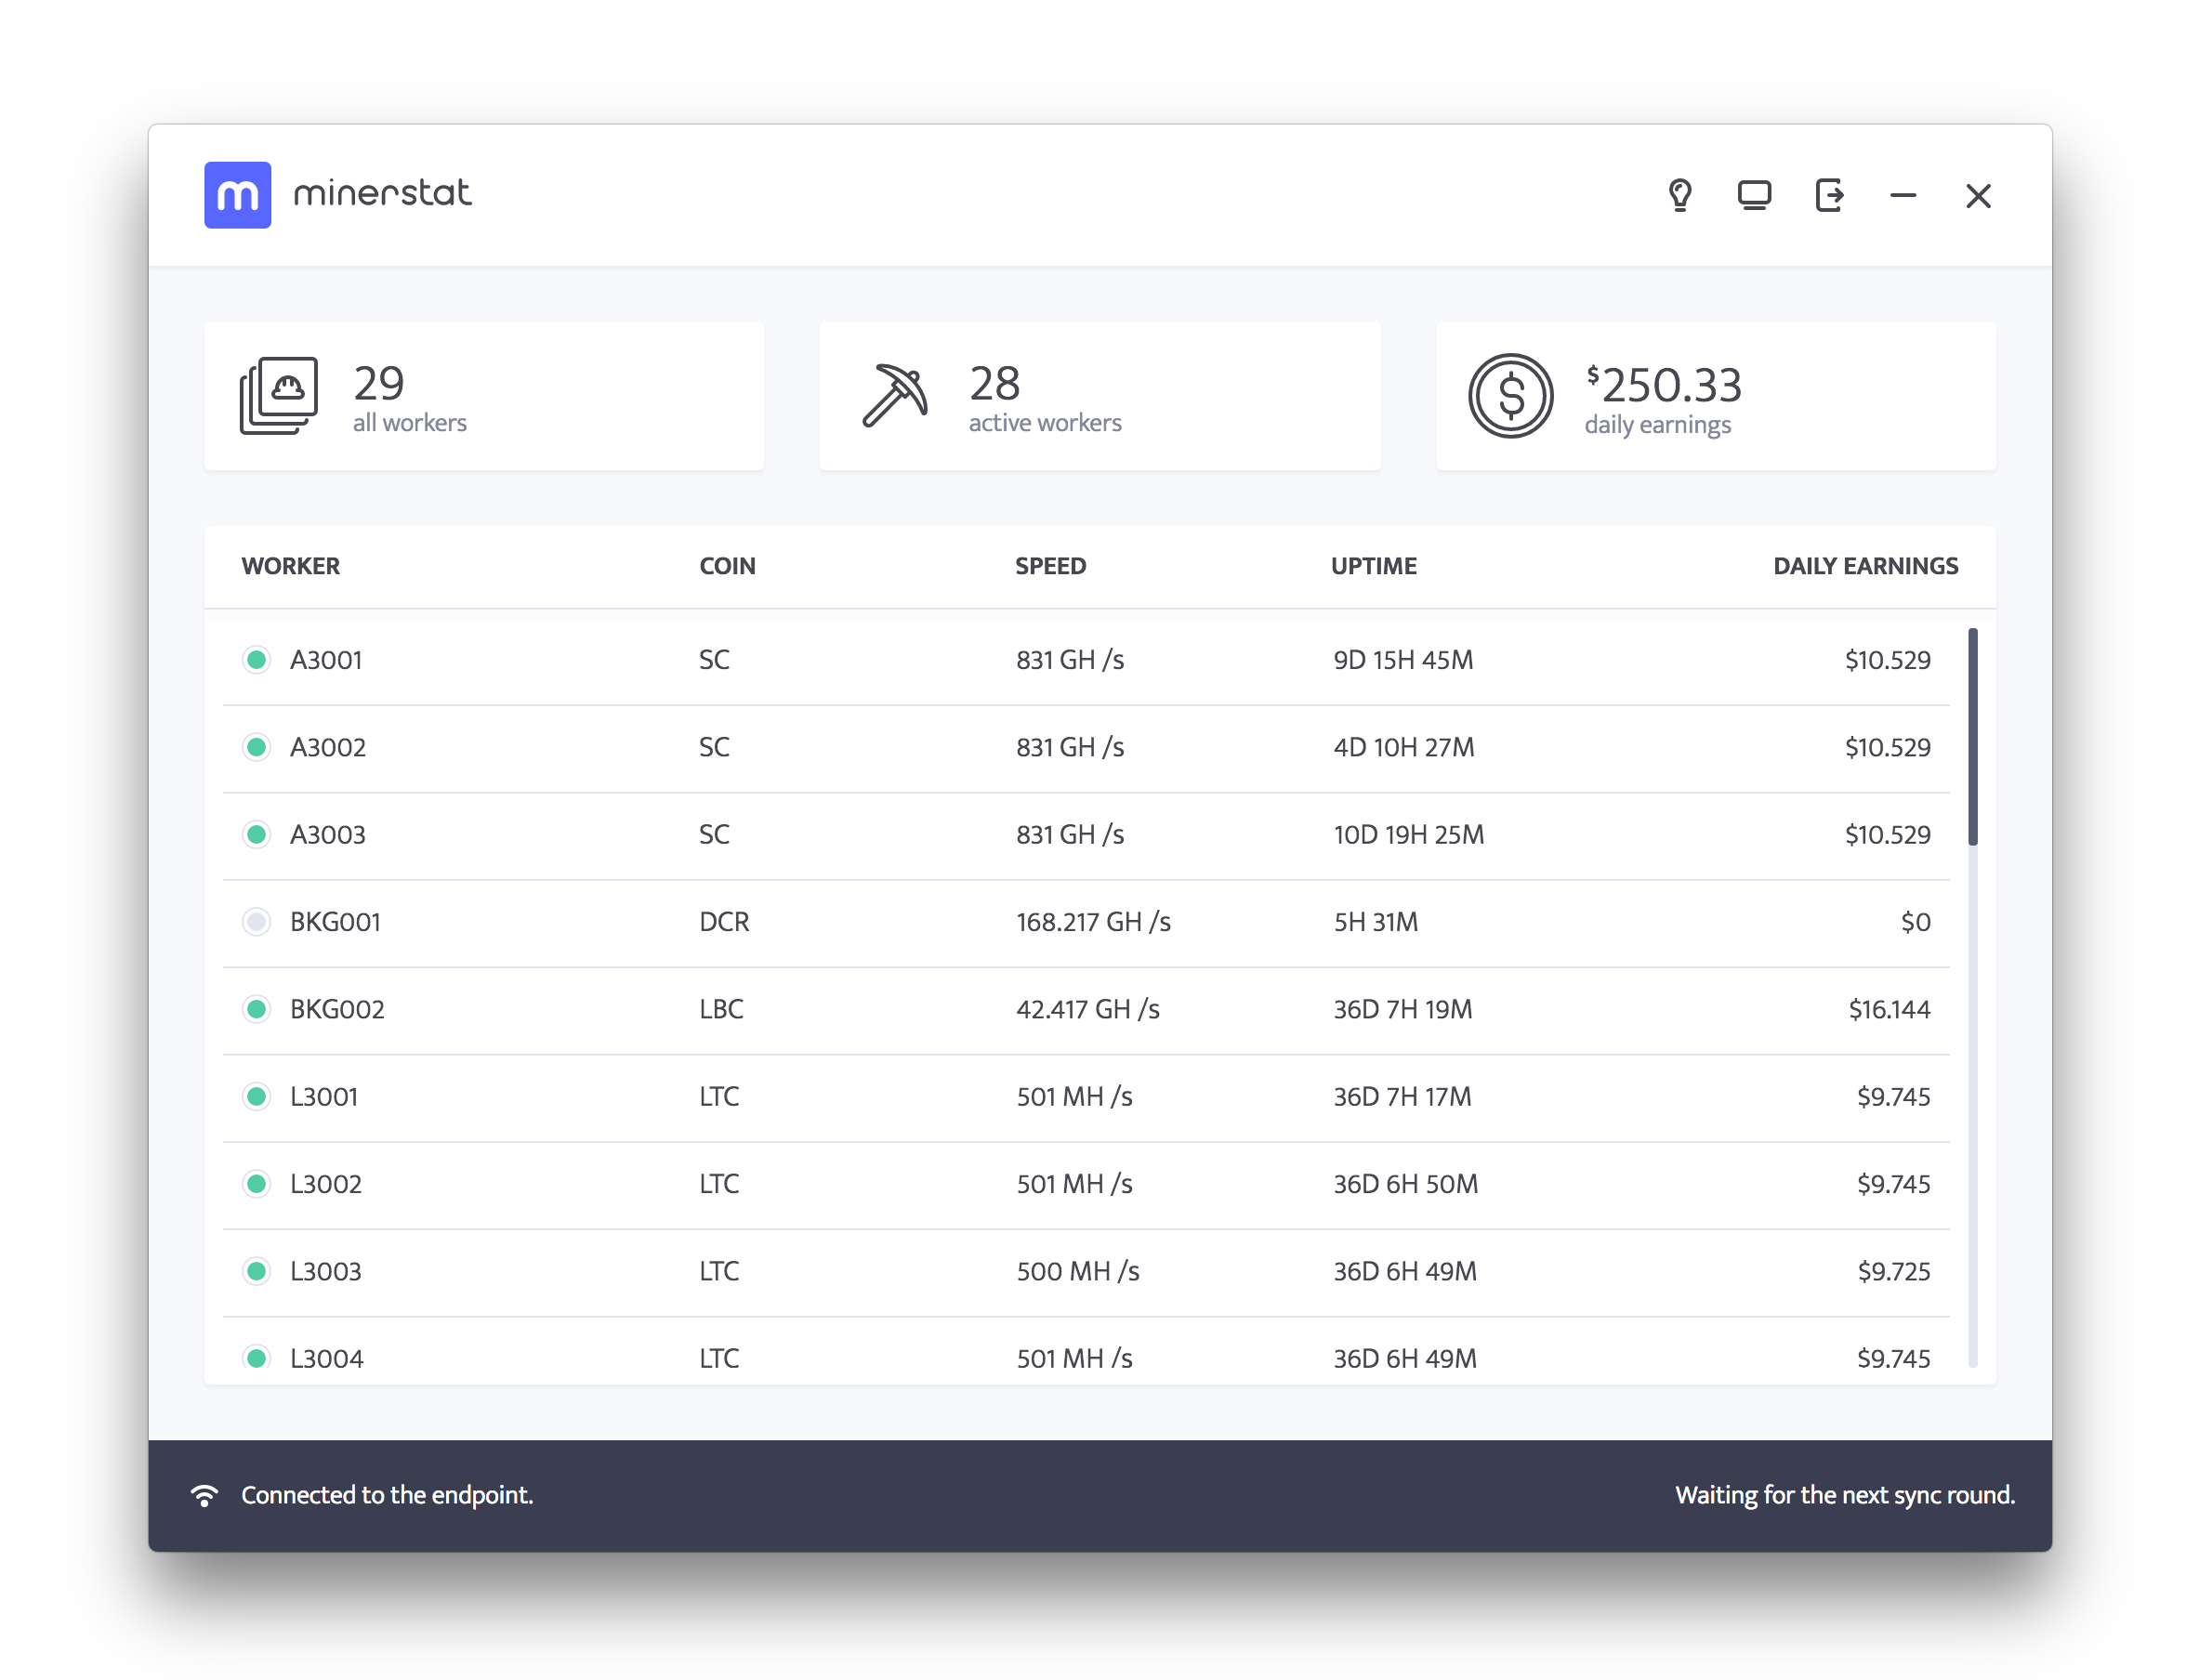 m minerstat
29
all workers
28
active workers
$250.33
daily earnings
WORKER COIN SPEED UPTIME DAILY EARNINGS
A3001 SC 831 GH /s 9D 15H 45M $10.529
A3002 SC 831 GH /s 4D 10H 27M $10.529
A3003 SC 831 GH /s 10D 19H 25M $10.529
BKG001 DCR 168.217 GH /s 5H 31M $0
BKG002 LBC 42.417 GH /s 36D 7H 19M $16.144
L3001 LTC 501 MH /s 36D 7H 17M $9.745
L3002 LTC 501 MH /s 36D 6H 50M $9.745
L3003 LTC 500 MH /s 36D 6H 49M $9.725
L3004 LTC 501 MH /s 36D 6H 49M $9.745
Connected to the endpoint. Waiting for the next sync round.